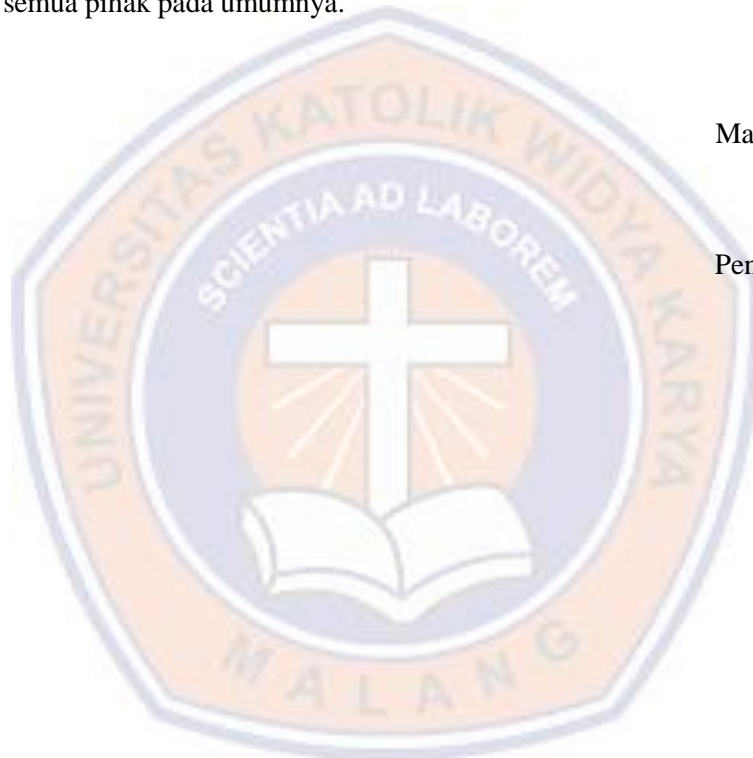 semua pihak pada umumnya.
Ma
Pen
UNIVERSITAS KATOLIK WIDYA KARYA
SCIENTIA AD LABOREM
MALANG